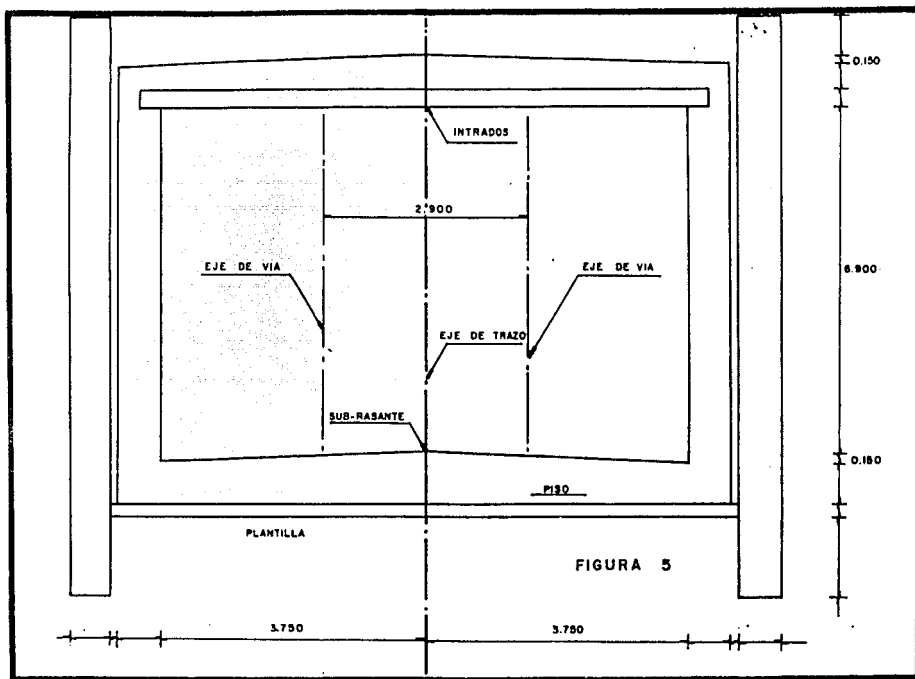 0.150
INTRADOS
2.900
EJE DE VIA
EJE DE VIA
6.900
EJE DE TRAZO
SUB-RASANTE
0.150
PISO
PLANTILLA
FIGURA 5
3.750
3.750